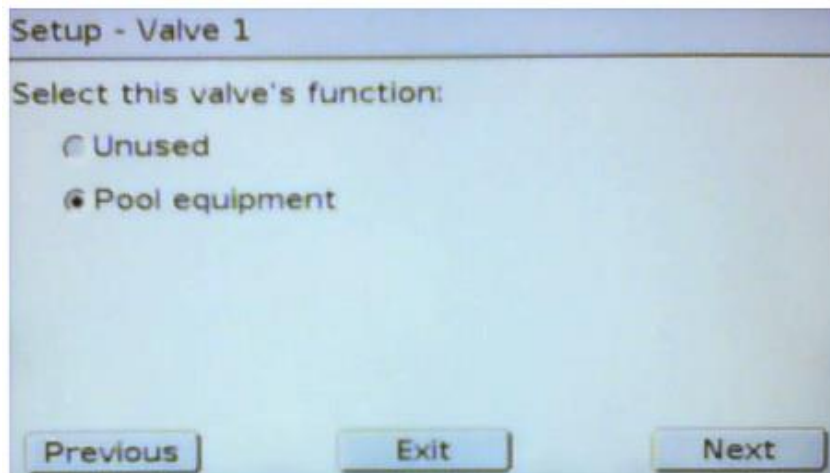 Setup - Valve 1
Select this valve's function:
Unused
Pool equipment
Previous Exit Next